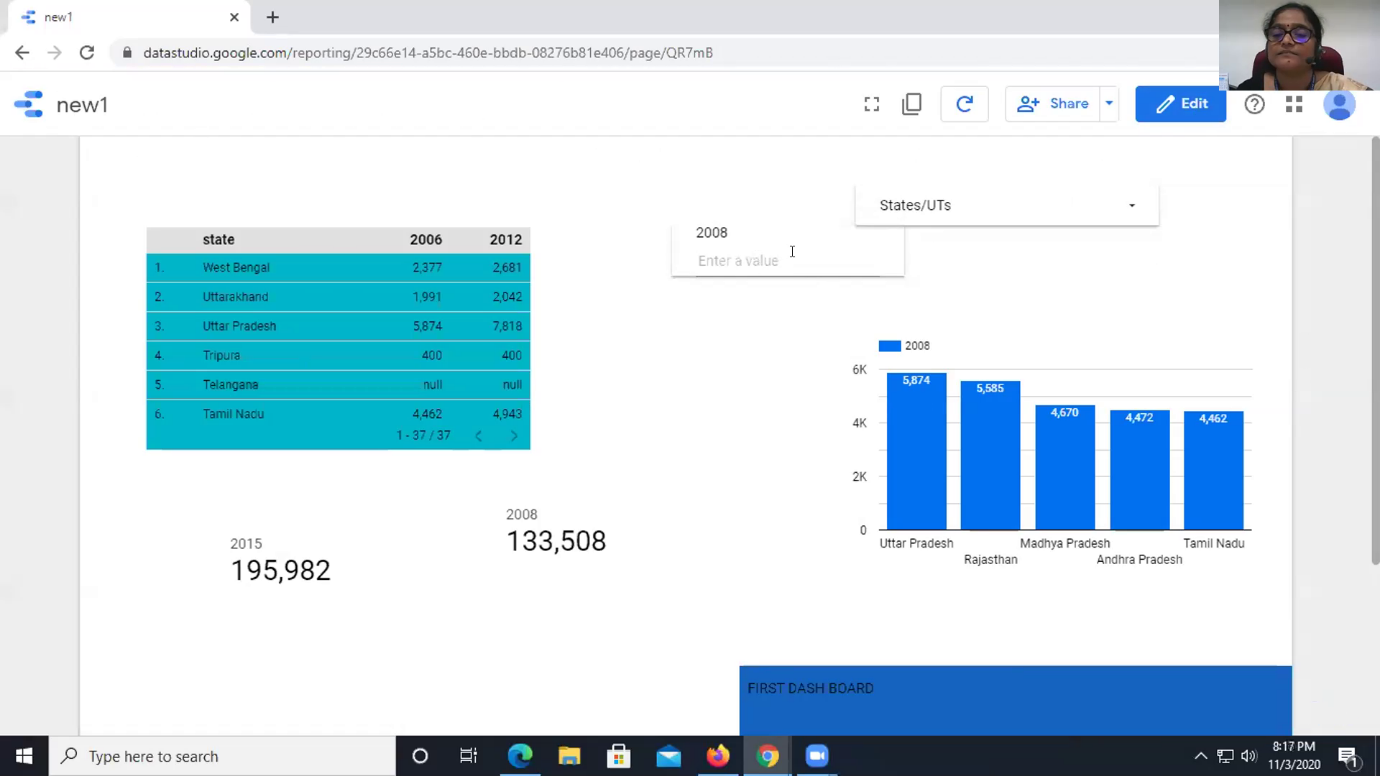 new1
datastudio.google.com/reporting/29c66e14-a5bc-460e-bbdb-08276b81e406/page/QR7mB
new1
Share
Edit
States/UTs
2008
Enter a value
state 2006 2012
1. West Bengal 2,377 2,681
2. Uttarakhand 1,991 2,042
3. Uttar Pradesh 5,874 7,818
4. Tripura 400 400
5. Telangana null null
6. Tamil Nadu 4,462 4,943
1 - 37 / 37
2008
6K
4K
2K
0
5,874
5,585
4,670
4,472
4,462
Uttar Pradesh
Rajasthan
Madhya Pradesh
Andhra Pradesh
Tamil Nadu
2008
133,508
2015
195,982
FIRST DASH BOARD
Type here to search
8:17 PM
11/3/2020
1